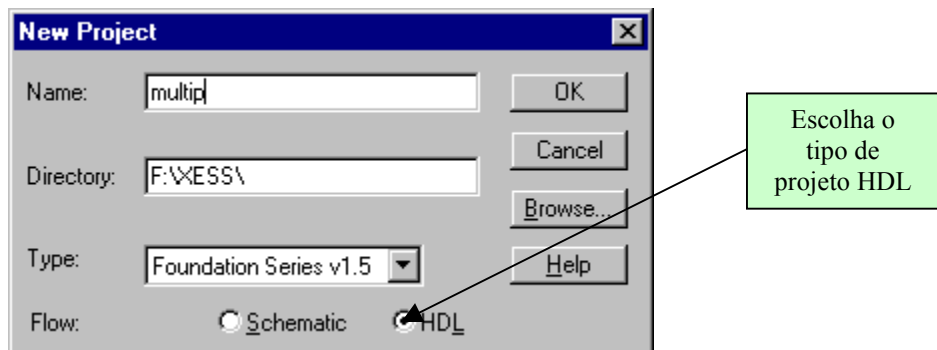 New Project
Name: multip OK
Cancel
Directory: F:\XESS\
Browse...
Type: Foundation Series v1.5 Help
Flow: Schematic HDL
Escolha o
tipo de
projeto HDL